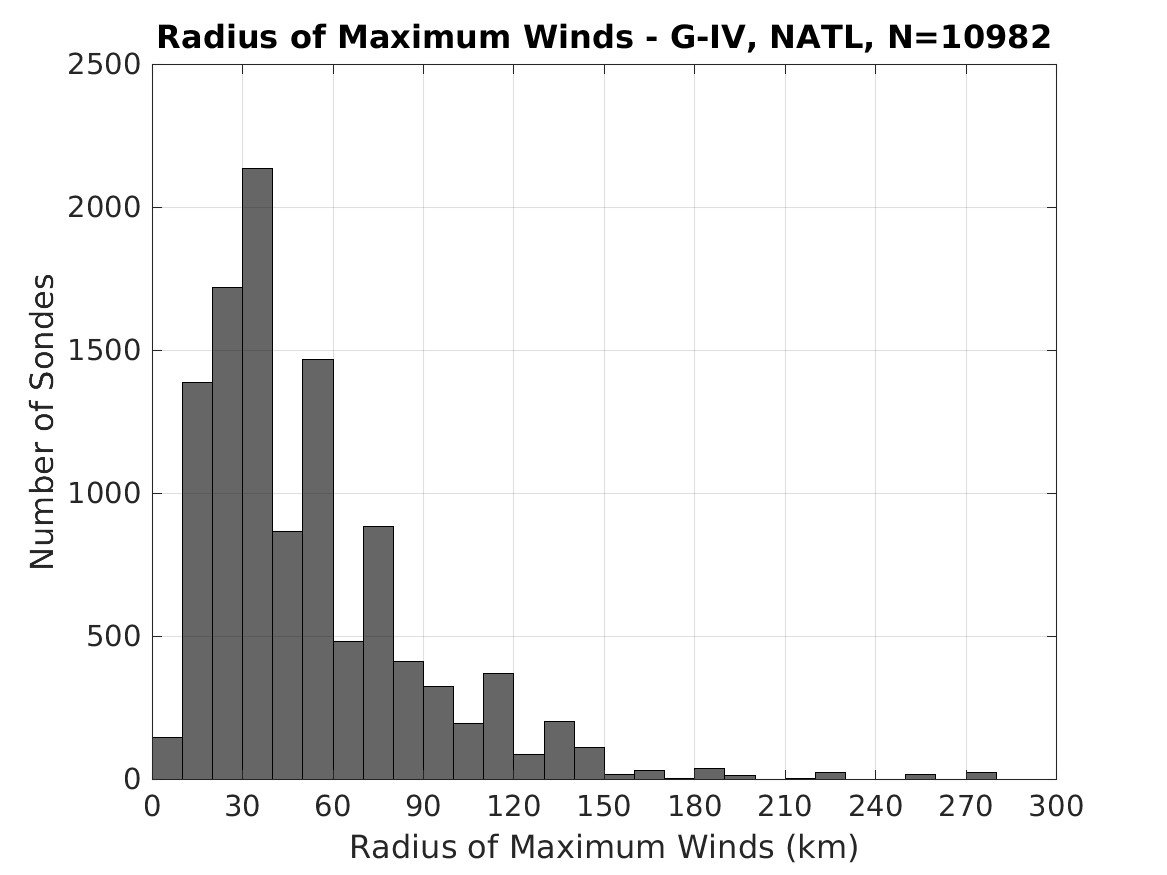 Radius of Maximum Winds - G-IV, NATL, N=10982
2500
2000
1500
1000
500
0
Number of Sondes
0 30 60 90 120 150 180 210 240 270 300
Radius of Maximum Winds (km)